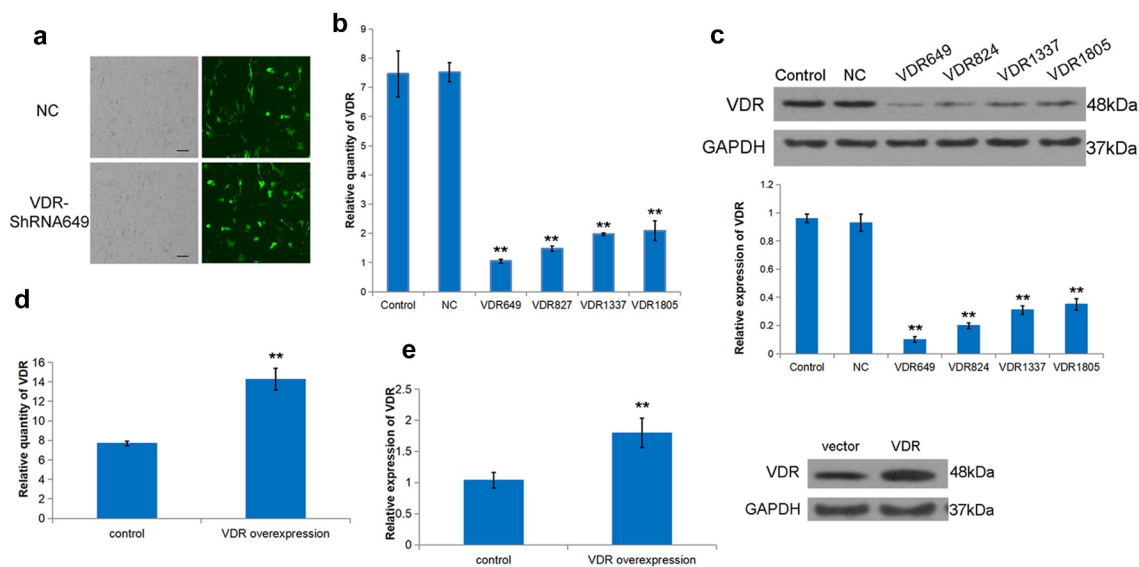 a
NC
VDR-
ShRNA649
b
Relative quantity of VDR
9
8
7
6
5
4
3
2
1
0
** ** ** **
Control NC VDR649 VDR827 VDR1337 VDR1805
c
Control NC VDR649 VDR824 VDR1337 VDR1805
VDR 48kDa
GAPDH 37kDa
Relative expression of VDR
1.2
1
0.8
0.6
0.4
0.2
0
** ** ** **
Control NC VDR649 VDR824 VDR1337 VDR1805
d
Relative quantity of VDR
16
14
12
10
8
6
4
2
0
**
control VDR overexpression
e
Relative expression of VDR
2.5
2
1.5
1
0.5
0
**
control VDR overexpression
vector VDR
VDR 48kDa
GAPDH 37kDa